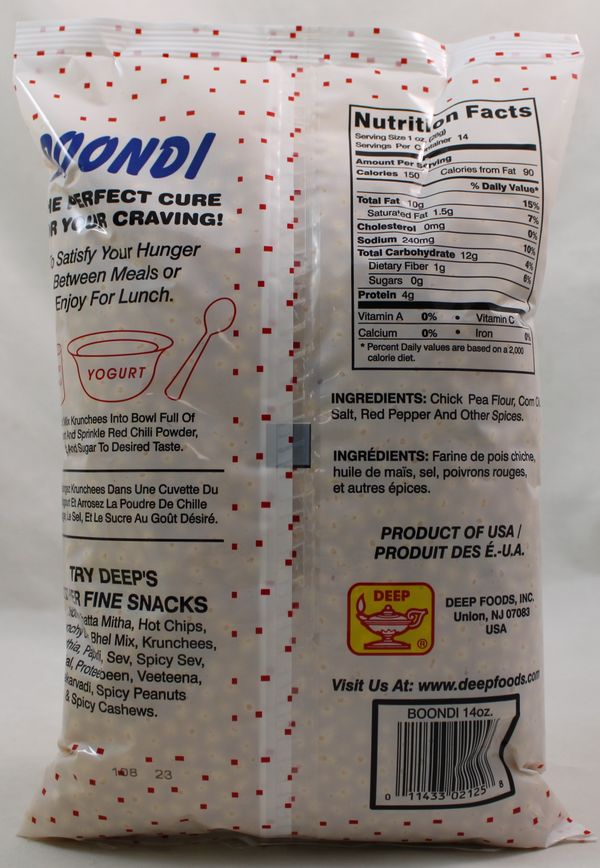 OONDI
PERFECT CURE
YOUR CRAVING!
Satisfy Your Hunger
Between Meals or
Enjoy For Lunch.
YOGURT
Mix Krunchees Into Bowl Full Of
And Sprinkle Red Chili Powder,
And Sugar To Desired Taste.
Krunchees Dans Une Cuvette Du
Et Arrosez La Poudre De Chille
Le Sel, Et Le Sucre Au Goût Désiré.
TRY DEEP'S
FINE SNACKS
Mitha, Hot Chips,
Bhel Mix, Krunchees,
Papdi, Sev, Spicy Sev,
Veeteena,
Spicy Peanuts
& Spicy Cashews.
108 23
Nutrition Facts
Serving Size 1 oz. (28g)
Servings Per Container 14
Amount Per Serving
Calories 150 Calories from Fat 90
% Daily Value*
Total Fat 10g 15%
Saturated Fat 1.5g 7%
Cholesterol 0mg 0%
Sodium 240mg 10%
Total Carbohydrate 12g 4%
Dietary Fiber 1g 6%
Sugars 0g
Protein 4g
Vitamin A 0% • Vitamin C
Calcium 0% • Iron
* Percent Daily values are based on a 2,000
calorie diet.
INGREDIENTS: Chick Pea Flour, Corn
Salt, Red Pepper And Other Spices.
INGRÉDIENTS: Farine de pois chiche,
huile de maïs, sel, poivrons rouges,
et autres épices.
PRODUCT OF USA /
PRODUIT DES É.-U.A.
DEEP
®
DEEP FOODS, INC.
Union, NJ 07083
USA
Visit Us At: www.deepfoods.com
BOONDI 14oz.
0 11433 02125 8